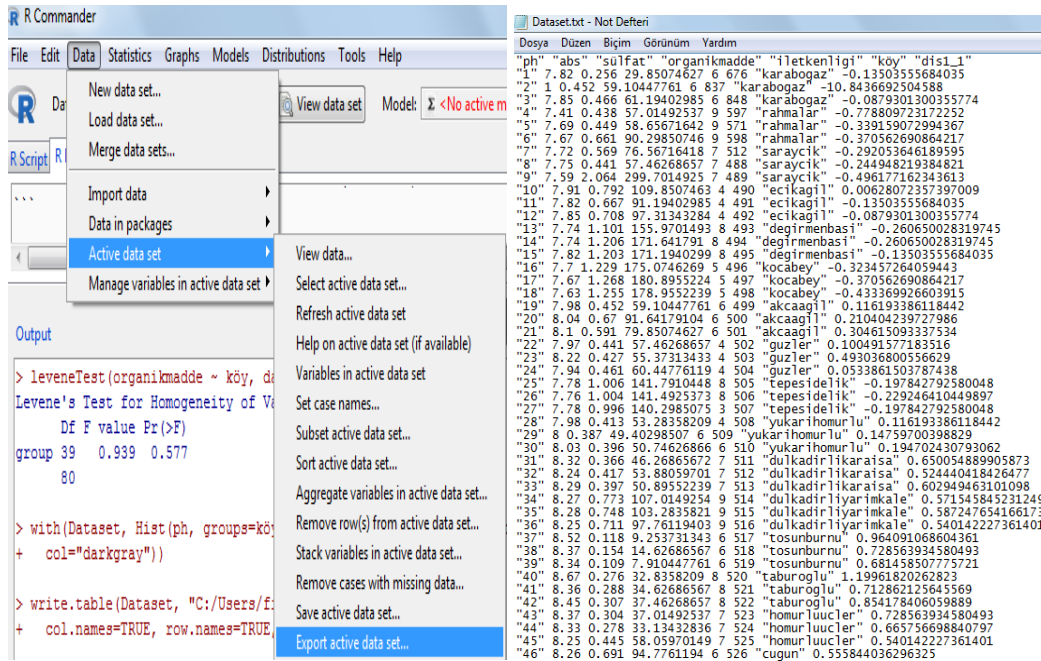 R Commander
File Edit Data Statistics Graphs Models Distributions Tools Help
New data set...
Load data set...
Merge data sets...
Import data
Data in packages
Active data set
Manage variables in active data set
View data set Model: Σ <No active m
R Script
View data...
Select active data set...
Refresh active data set
Help on active data set (if available)
Variables in active data set
Set case names...
Subset active data set...
Sort active data set...
Aggregate variables in active data set...
Remove row(s) from active data set...
Stack variables in active data set...
Remove cases with missing data...
Save active data set...
Export active data set...
Output
> leveneTest(organikmadde ~ köy, da
Levene's Test for Homogeneity of Va
Df F value Pr(>F)
group 39 0.939 0.577
80
> with(Dataset, Hist(ph, groups=köy
+ col="darkgray"))
> write.table(Dataset, "C:/Users/fi
+ col.names=TRUE, row.names=TRUE,
Dataset.txt - Not Defteri
Dosya Düzen Biçim Görünüm Yardım
"ph" "abs" "sülfat" "organikmadde" "iletkenligi" "köy" "dis1_1"
"1" 7.82 0.256 29.85074627 6 676 "karabogaz" -0.13503555684035
"2" 1 0.452 59.10447761 6 837 "karabogaz" -10.8436692504588
"3" 7.85 0.466 61.19402985 6 848 "karabogaz" -0.0879301300355774
"4" 7.41 0.438 57.01492537 9 597 "rahmalar" -0.778809723172252
"5" 7.69 0.449 58.65671642 9 571 "rahmalar" -0.339159072994367
"6" 7.67 0.661 90.29850746 9 598 "rahmalar" -0.370562690864217
"7" 7.72 0.569 76.56716418 7 512 "saraycik" -0.292053646189595
"8" 7.75 0.441 57.46268657 7 488 "saraycik" -0.244948219384821
"9" 7.59 2.064 299.7014925 7 489 "saraycik" -0.496177162343613
"10" 7.91 0.792 109.8507463 4 490 "ecikagil" 0.00628072357397009
"11" 7.82 0.667 91.19402985 4 491 "ecikagil" -0.13503555684035
"12" 7.85 0.708 97.31343284 4 492 "ecikagil" -0.0879301300355774
"13" 7.74 1.101 155.9701493 8 493 "degirmenbasi" -0.260650028319745
"14" 7.74 1.206 171.641791 8 494 "degirmenbasi" -0.260650028319745
"15" 7.82 1.203 171.1940299 8 495 "degirmenbasi" -0.13503555684035
"16" 7.7 1.229 175.0746269 5 496 "kocabey" -0.323457264059443
"17" 7.67 1.268 180.8955224 5 497 "kocabey" -0.370562690864217
"18" 7.63 1.255 178.9552239 5 498 "kocabey" -0.433369926603915
"19" 7.98 0.452 59.10447761 6 499 "akcaagil" 0.116193386118442
"20" 8.04 0.67 91.64179104 6 500 "akcaagil" 0.210404239727986
"21" 8.1 0.591 79.85074627 6 501 "akcaagil" 0.304615093337534
"22" 7.97 0.441 57.46268657 4 502 "guzler" 0.100491577183516
"23" 8.22 0.427 55.37313433 4 503 "guzler" 0.493036800556629
"24" 7.94 0.461 60.44776119 4 504 "guzler" 0.0533861503787438
"25" 7.78 1.006 141.7910448 8 505 "tepesidelik" -0.197842792580048
"26" 7.76 1.004 141.4925373 8 506 "tepesidelik" -0.229246410449897
"27" 7.78 0.996 140.2985075 3 507 "tepesidelik" -0.197842792580048
"28" 7.98 0.413 53.28358209 4 508 "yukarihomurlu" 0.116193386118442
"29" 8 0.387 49.40298507 6 509 "yukarihomurlu" 0.14759700398829
"30" 8.03 0.396 50.74626866 6 510 "yukarihomurlu" 0.194702430793062
"31" 8.32 0.366 46.26865672 7 511 "dulkadirlikaraisa" 0.650054889905873
"32" 8.24 0.417 53.88059701 7 512 "dulkadirlikaraisa" 0.524440418426477
"33" 8.29 0.397 50.89552239 7 513 "dulkadirlikaraisa" 0.602949463101098
"34" 8.27 0.773 107.0149254 9 514 "dulkadirliyarimkale" 0.571545845231249
"35" 8.28 0.748 103.2835821 9 515 "dulkadirliyarimkale" 0.587247654166173
"36" 8.25 0.711 97.76119403 9 516 "dulkadirliyarimkale" 0.540142227361401
"37" 8.52 0.118 9.253731343 6 517 "tosunburnu" 0.964091068604361
"38" 8.37 0.154 14.62686567 6 518 "tosunburnu" 0.728563934580493
"39" 8.34 0.109 7.910447761 6 519 "tosunburnu" 0.681458507775721
"40" 8.67 0.276 32.8358209 8 520 "taburoglu" 1.19961820262823
"41" 8.36 0.288 34.62686567 8 521 "taburoglu" 0.712862125645569
"42" 8.45 0.307 37.46268657 8 522 "taburoglu" 0.854178406059889
"43" 8.37 0.304 37.01492537 7 523 "homurluucler" 0.728563934580493
"44" 8.33 0.278 33.13432836 7 524 "homurluucler" 0.665756698840797
"45" 8.25 0.445 58.05970149 7 525 "homurluucler" 0.540142227361401
"46" 8.26 0.691 94.7761194 6 526 "cugun" 0.555844036296325